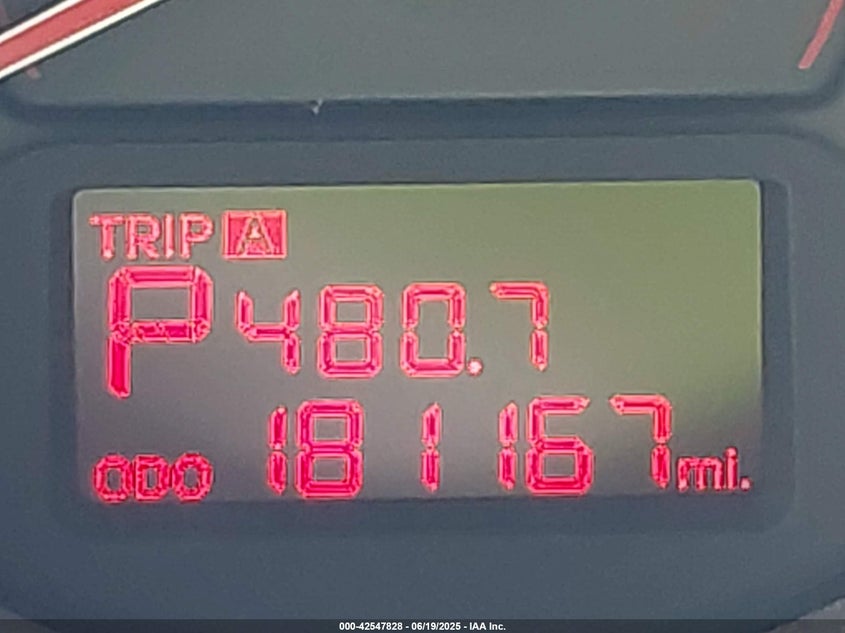 TRIP A
P 480.7
ODO 181167 mi.
000-42547828 - 06/19/2025 - IAA Inc.